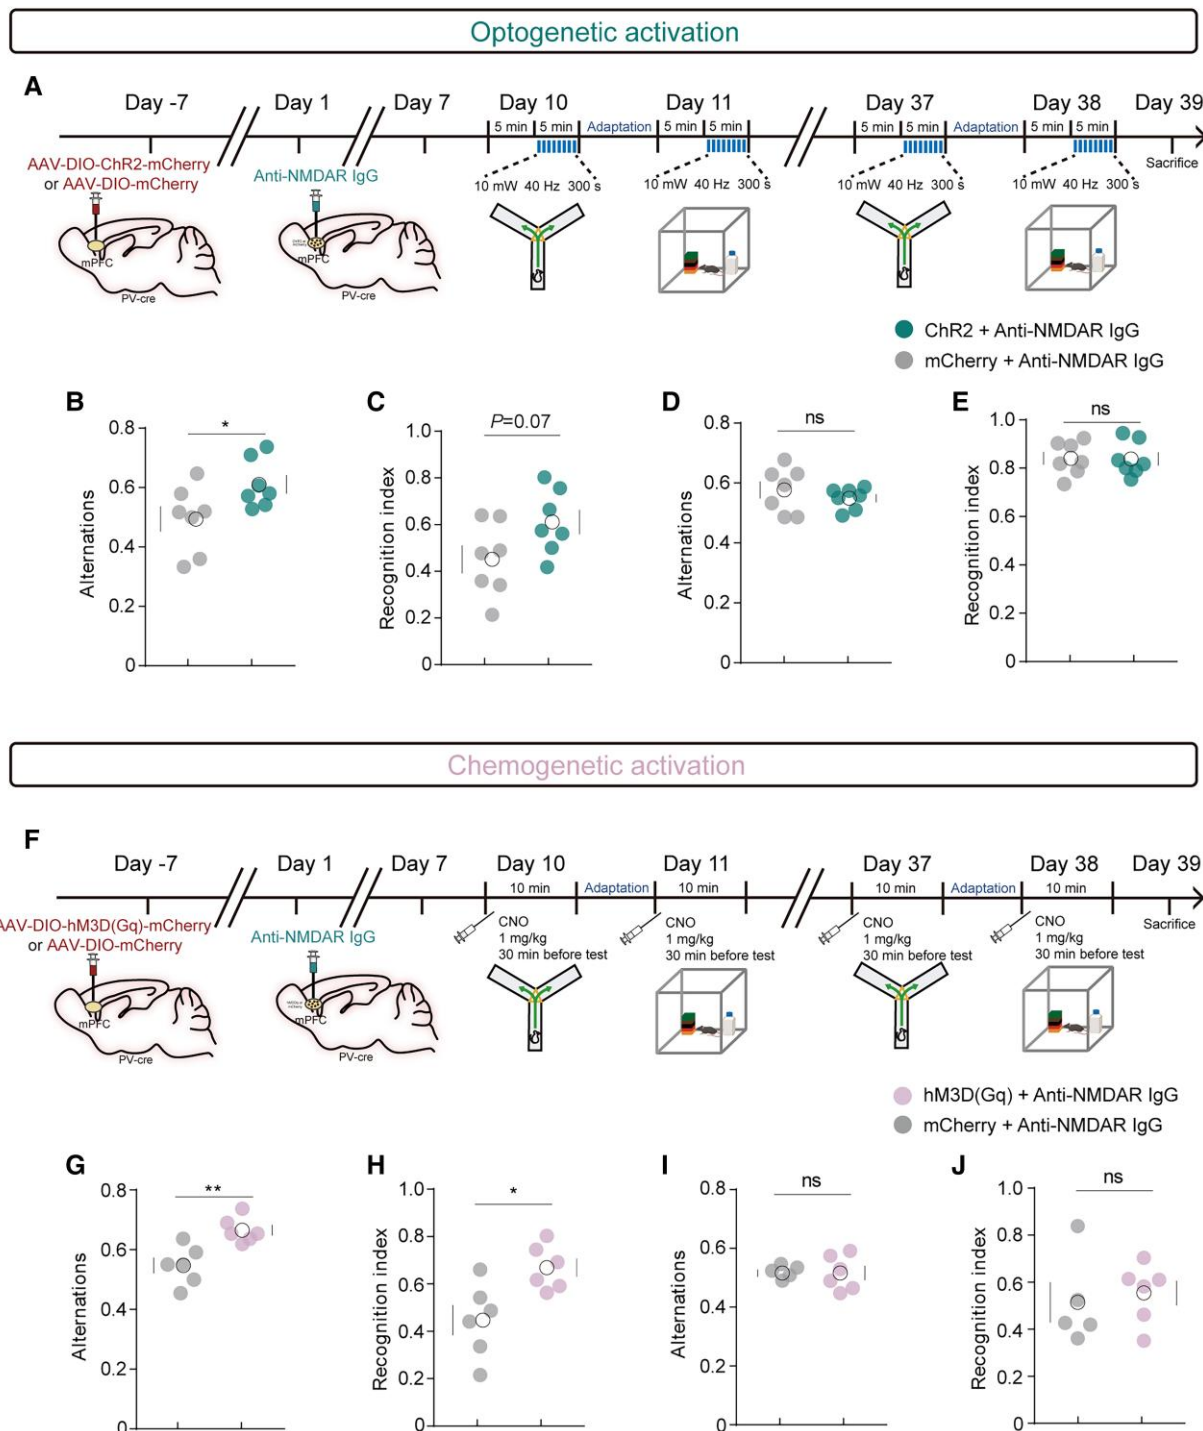 Optogenetic activation
A
Day -7
Day 1
Day 7
Day 10
Day 11
Day 37
Day 38
Day 39
5 min
5 min
Adaptation
5 min
5 min
5 min
5 min
Adaptation
5 min
5 min
Sacrifice
AAV-DIO-ChR2-mCherry
or AAV-DIO-mCherry
Anti-NMDAR IgG
10 mW 40 Hz 300 s
10 mW 40 Hz 300 s
10 mW 40 Hz 300 s
10 mW 40 Hz 300 s
mPFC
PV-cre
mPFC
PV-cre
ChR2 + Anti-NMDAR IgG
mCherry + Anti-NMDAR IgG
B
Alternations
0.8
0.6
0.4
0.2
0
*
C
Recognition index
1.0
0.8
0.6
0.4
0.2
0
P=0.07
D
Alternations
0.8
0.6
0.4
0.2
0
ns
E
Recognition index
1.0
0.8
0.6
0.4
0.2
0
ns
Chemogenetic activation
F
Day -7
Day 1
Day 7
Day 10
Day 11
Day 37
Day 38
Day 39
10 min
Adaptation
10 min
10 min
Adaptation
10 min
Sacrifice
AAV-DIO-hM3D(Gq)-mCherry
or AAV-DIO-mCherry
Anti-NMDAR IgG
CNO
1 mg/kg
30 min before test
CNO
1 mg/kg
30 min before test
CNO
1 mg/kg
30 min before test
CNO
1 mg/kg
30 min before test
mPFC
PV-cre
mPFC
PV-cre
hM3D(Gq) + Anti-NMDAR IgG
mCherry + Anti-NMDAR IgG
G
Alternations
0.8
0.6
0.4
0.2
0
**
H
Recognition index
1.0
0.8
0.6
0.4
0.2
0
*
I
Alternations
0.8
0.6
0.4
0.2
0
ns
J
Recognition index
1.0
0.8
0.6
0.4
0.2
0
ns